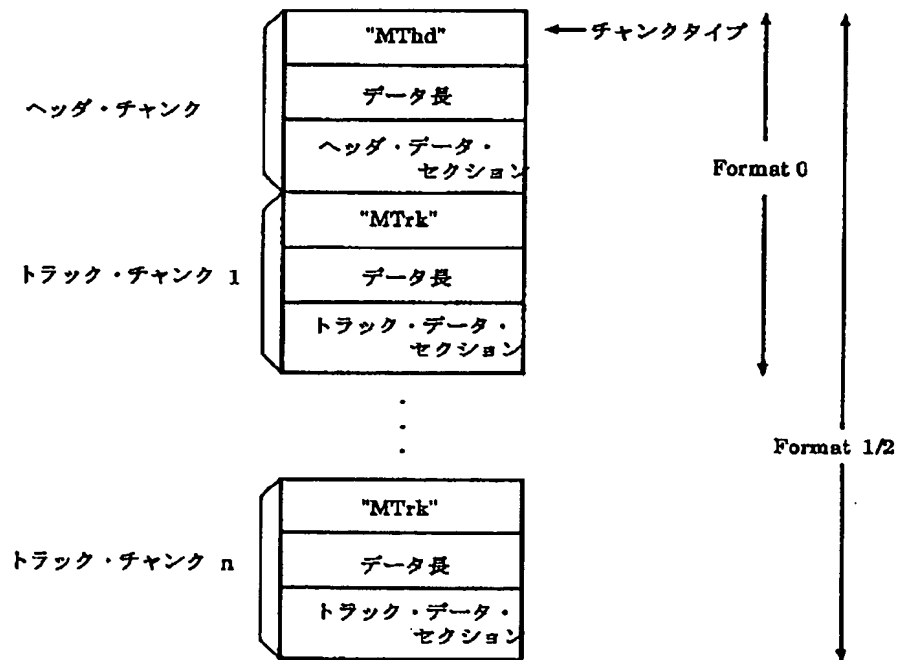 "MThd"
←チャンクタイプ
ヘッダ・チャンク
データ長
ヘッダ・データ・
セクション
Format 0
"MTrk"
トラック・チャンク 1
データ長
トラック・データ・
セクション
Format 1/2
"MTrk"
トラック・チャンク n
データ長
トラック・データ・
セクション